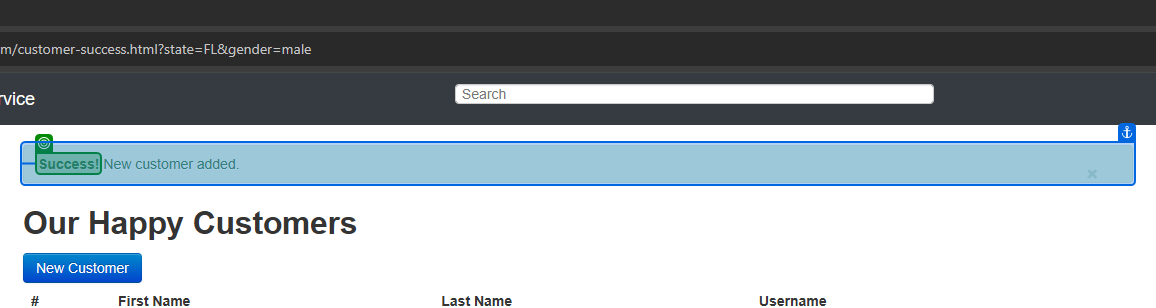 m/customer-success.html?state=FL&gender=male
rvice
Search
Success! New customer added.
×
Our Happy Customers
New Customer
# First Name Last Name Username